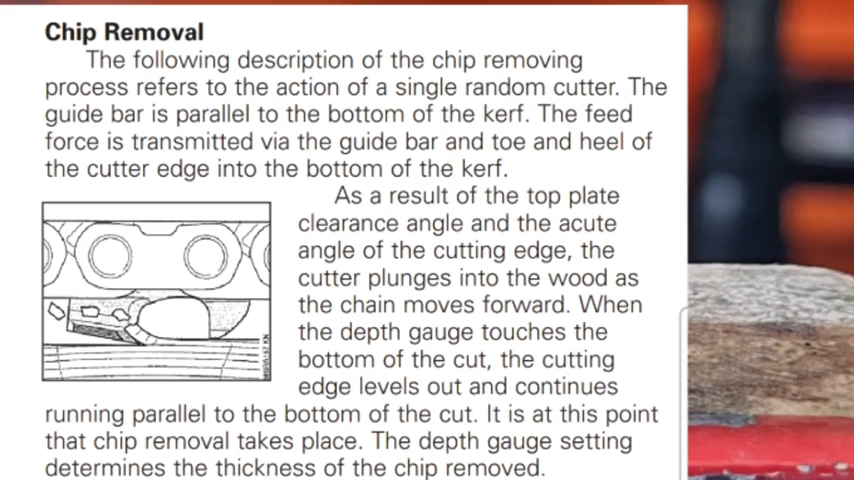 Chip Removal
The following description of the chip removing
process refers to the action of a single random cutter. The
guide bar is parallel to the bottom of the kerf. The feed
force is transmitted via the guide bar and toe and heel of
the cutter edge into the bottom of the kerf.
As a result of the top plate
clearance angle and the acute
angle of the cutting edge, the
cutter plunges into the wood as
the chain moves forward. When
the depth gauge touches the
bottom of the cut, the cutting
edge levels out and continues
running parallel to the bottom of the cut. It is at this point
that chip removal takes place. The depth gauge setting
determines the thickness of the chip removed.